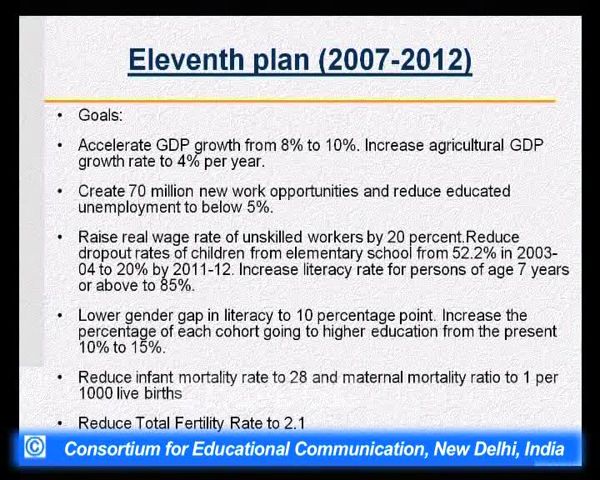 Eleventh plan (2007-2012)
• Goals:
• Accelerate GDP growth from 8% to 10%. Increase agricultural GDP
growth rate to 4% per year.
• Create 70 million new work opportunities and reduce educated
unemployment to below 5%.
• Raise real wage rate of unskilled workers by 20 percent.Reduce
dropout rates of children from elementary school from 52.2% in 2003-
04 to 20% by 2011-12. Increase literacy rate for persons of age 7 years
or above to 85%.
• Lower gender gap in literacy to 10 percentage point. Increase the
percentage of each cohort going to higher education from the present
10% to 15%.
• Reduce infant mortality rate to 28 and maternal mortality ratio to 1 per
1000 live births
• Reduce Total Fertility Rate to 2.1
© Consortium for Educational Communication, New Delhi, India